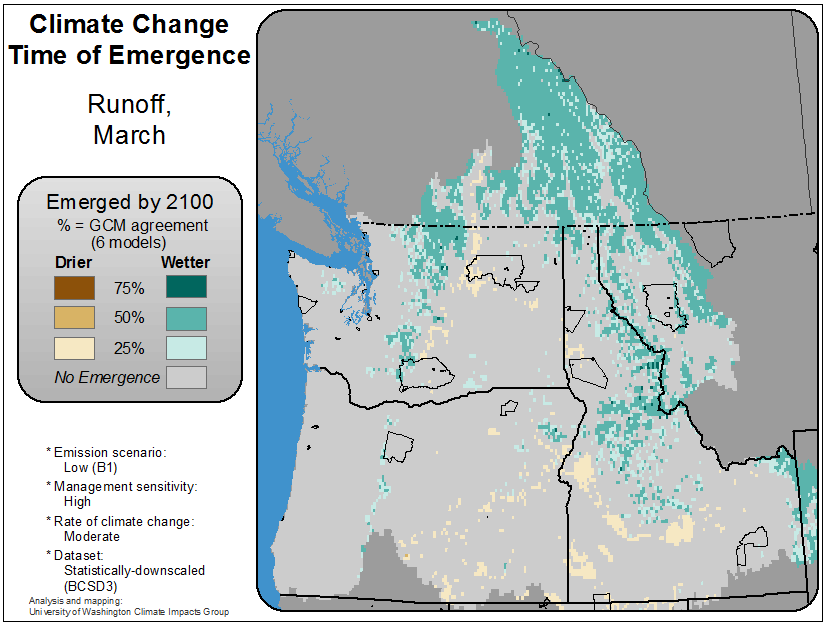 Climate Change
Time of Emergence
Runoff,
March
Emerged by 2100
% = GCM agreement
(6 models)
Drier Wetter
75%
50%
25%
No Emergence
* Emission scenario:
Low (B1)
* Management sensitivity:
High
* Rate of climate change:
Moderate
* Dataset:
Statistically-downscaled
(BCSD3)
Analysis and mapping:
University of Washington Climate Impacts Group